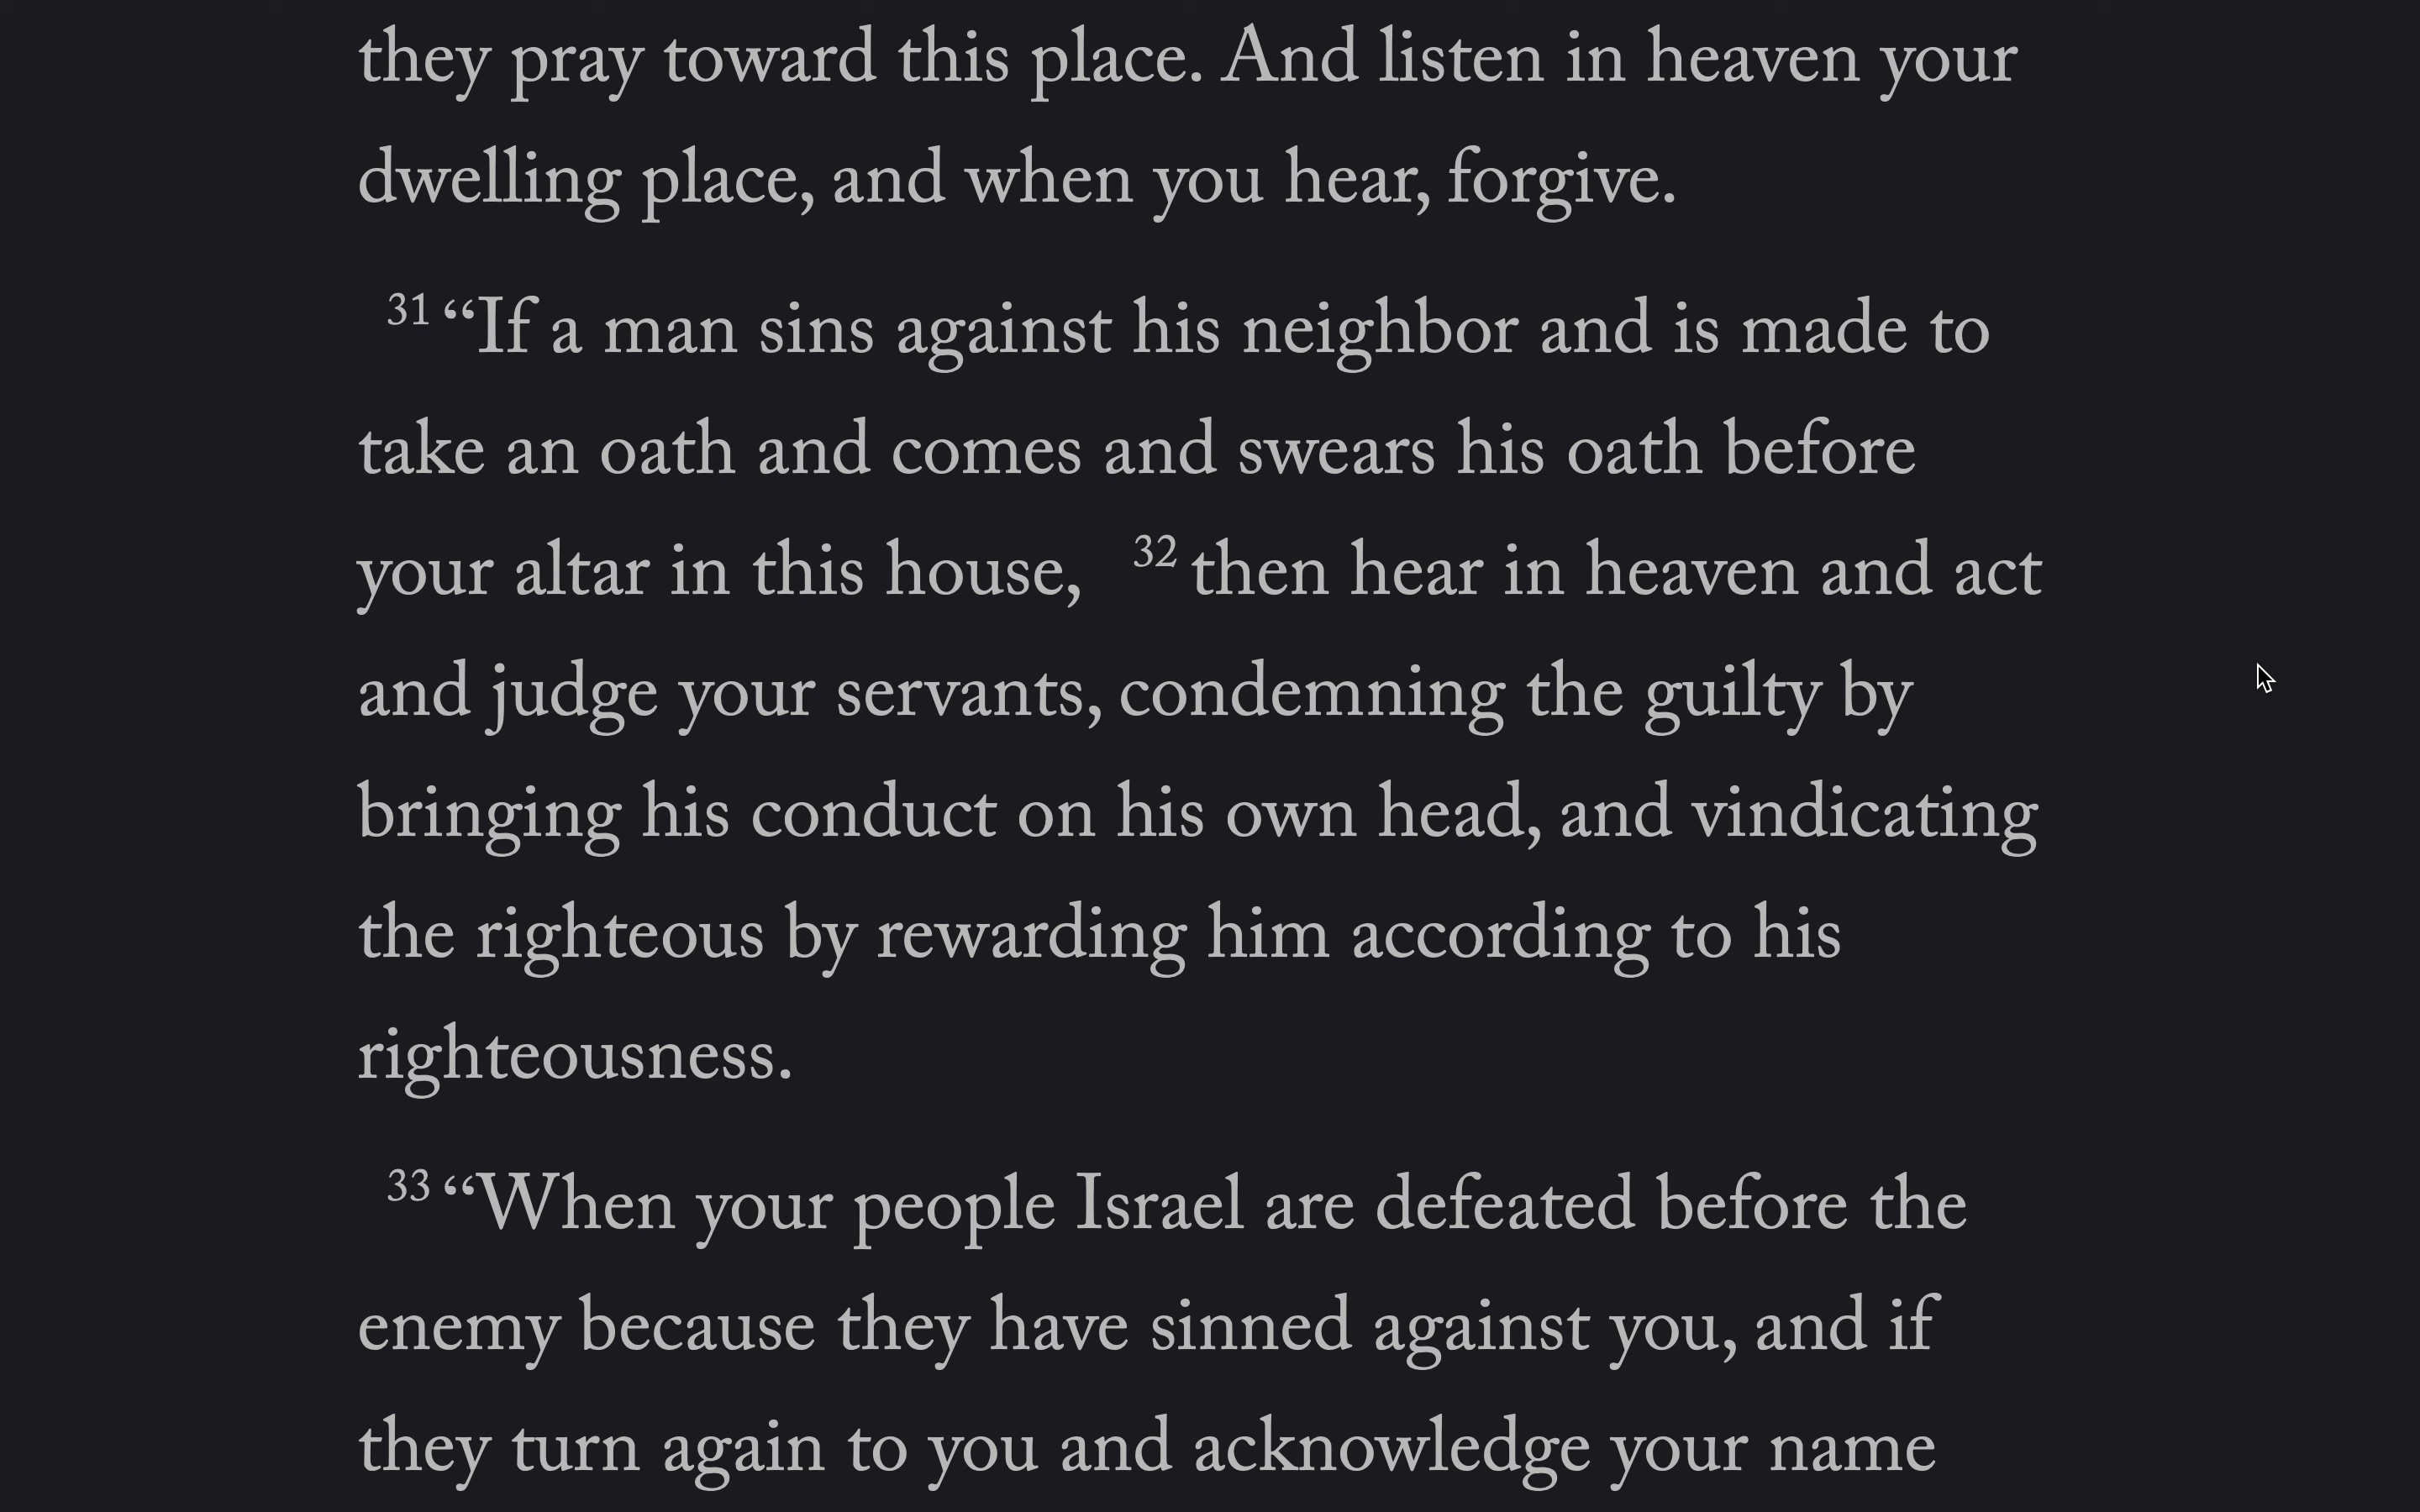 they pray toward this place. And listen in heaven your
dwelling place, and when you hear, forgive.
31 “If a man sins against his neighbor and is made to
take an oath and comes and swears his oath before
your altar in this house, 32 then hear in heaven and act
and judge your servants, condemning the guilty by
bringing his conduct on his own head, and vindicating
the righteous by rewarding him according to his
righteousness.
33 “When your people Israel are defeated before the
enemy because they have sinned against you, and if
they turn again to you and acknowledge your name